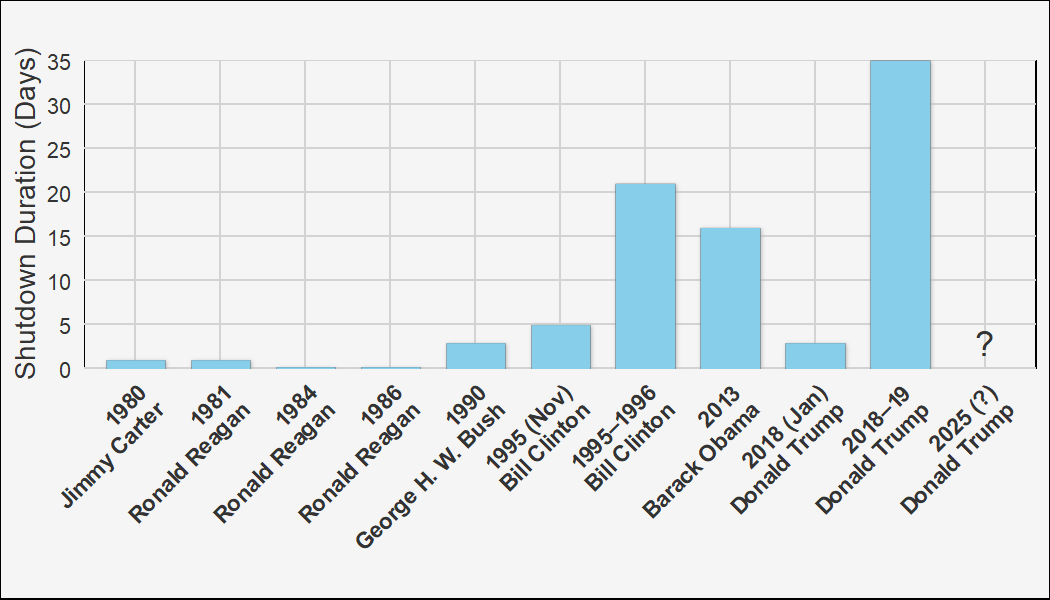 Shutdown Duration (Days)
35
30
25
20
15
10
5
0
?
1980
Jimmy Carter
1981
Ronald Reagan
1984
Ronald Reagan
1986
Ronald Reagan
1990
George H. W. Bush
1995 (Nov)
Bill Clinton
1995–1996
Bill Clinton
2013
Barack Obama
2018 (Jan)
Donald Trump
2018–19
Donald Trump
2025 (?)
Donald Trump